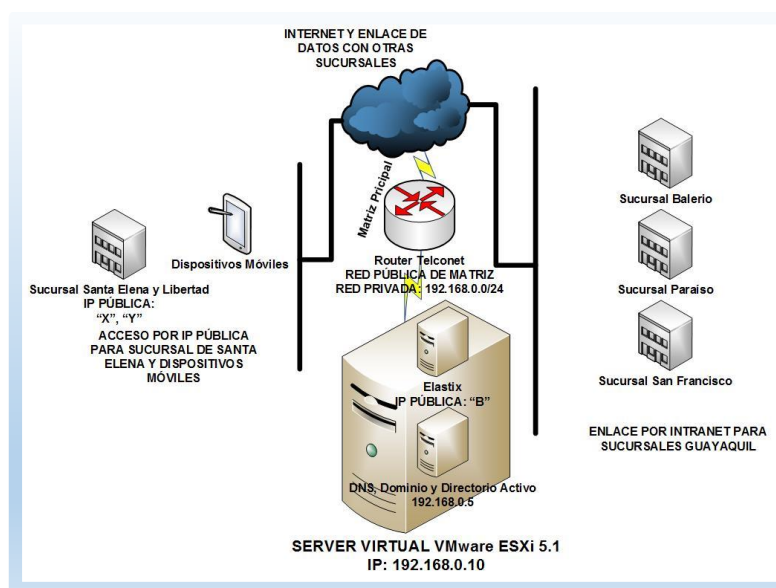 INTERNET Y ENLACE DE
DATOS CON OTRAS
SUCURSALES
Matriz Pricipal
Router Telconet
RED PÚBLICA DE MATRIZ
RED PRIVADA: 192.168.0.0/24
Dispositivos Móviles
Sucursal Santa Elena y Libertad
IP PÚBLICA:
“X”, “Y”
ACCESO POR IP PÚBLICA
PARA SUCURSAL DE SANTA
ELENA Y DISPOSITIVOS
MÓVILES
Sucursal Balerio
Sucursal Paraiso
Sucursal San Francisco
ENLACE POR INTRANET PARA
SUCURSALES GUAYAQUIL
Elastix
IP PÚBLICA: “B”
DNS, Dominio y Directorio Activo
192.168.0.5
SERVER VIRTUAL VMware ESXi 5.1
IP: 192.168.0.10